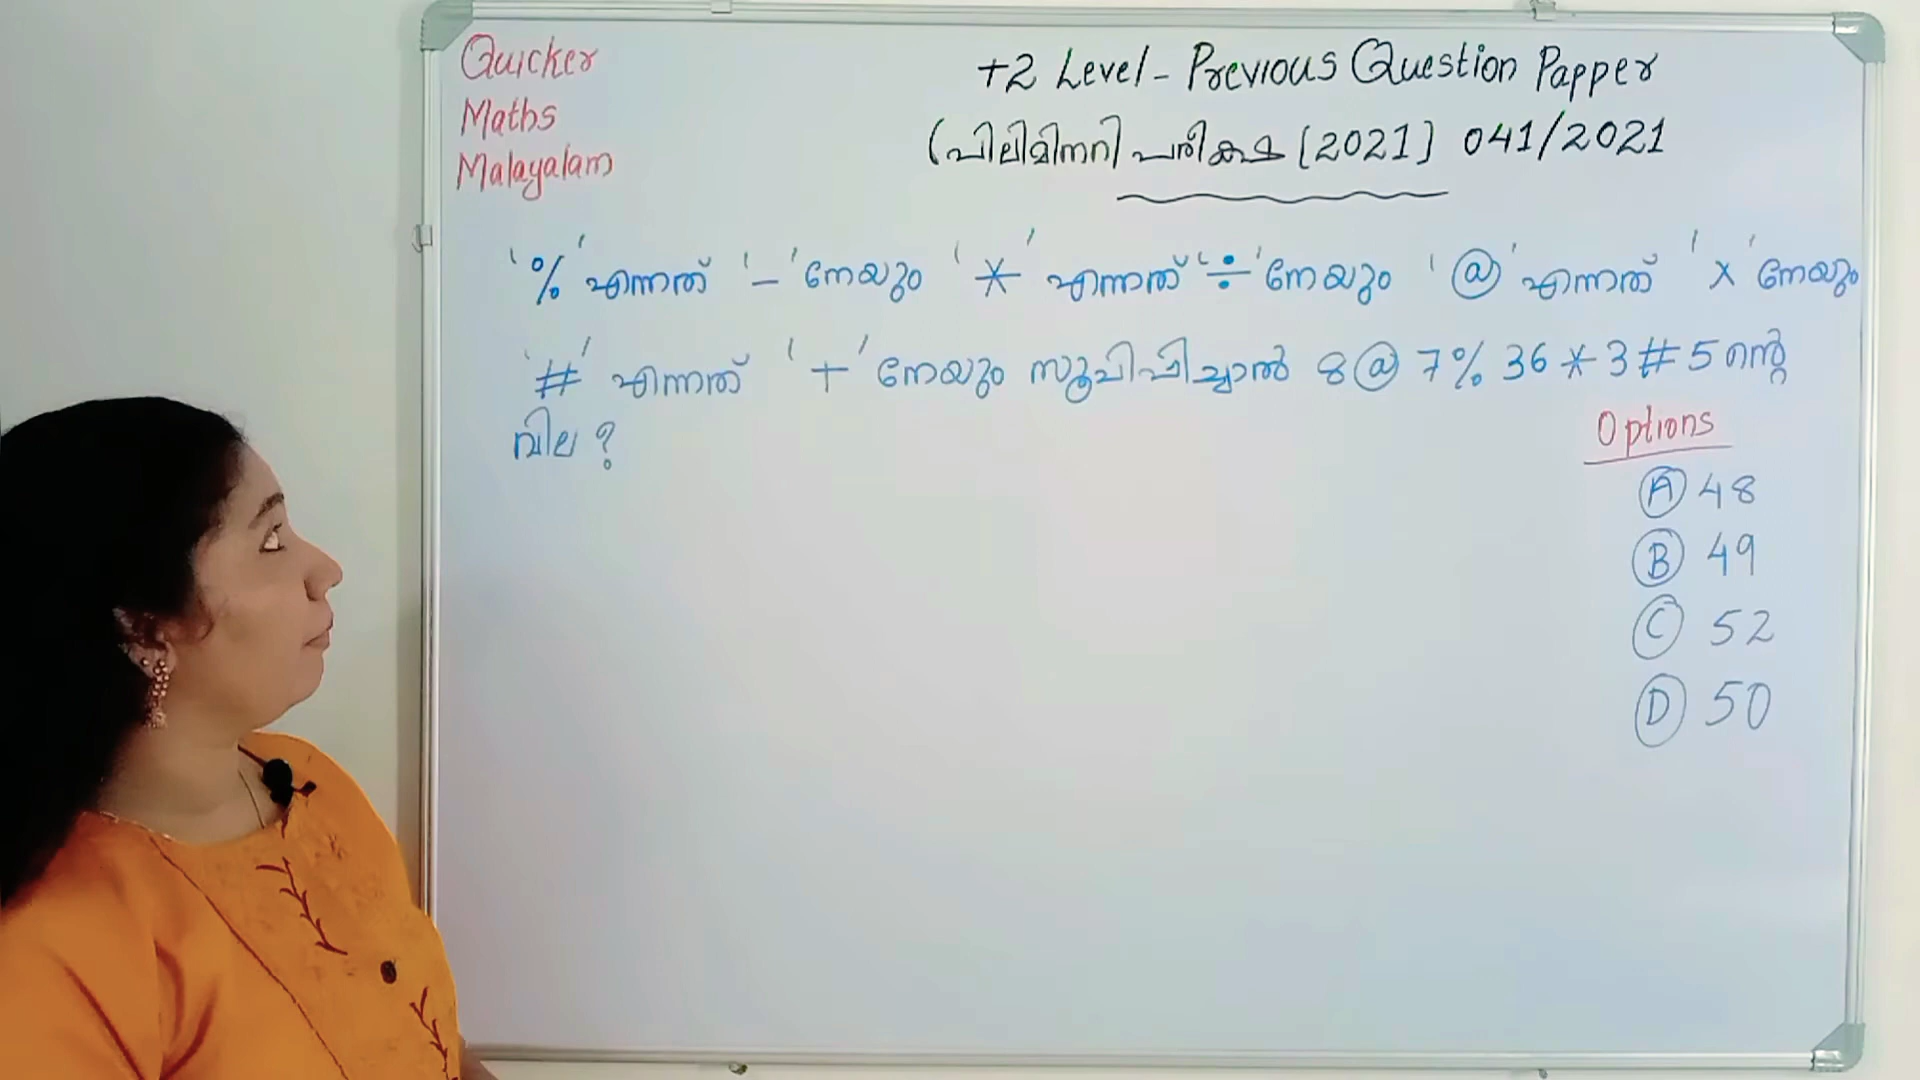 Quicker
Maths
Malayalam
+2 Level - Previous Question Papper
(പിലിമിനറി പരീക്ഷ [2021] 041/2021
'%' എന്നത് '-' നേയും '*' എന്നത് '÷' നേയും '@' എന്നത് '×' നേയും
'#' എന്നത് '+' നേയും സൂചിപ്പിച്ചാൽ 8 @ 7 % 36 * 3 # 5 ന്റെ
വില ?
Options
(A) 48
(B) 49
(C) 52
(D) 50